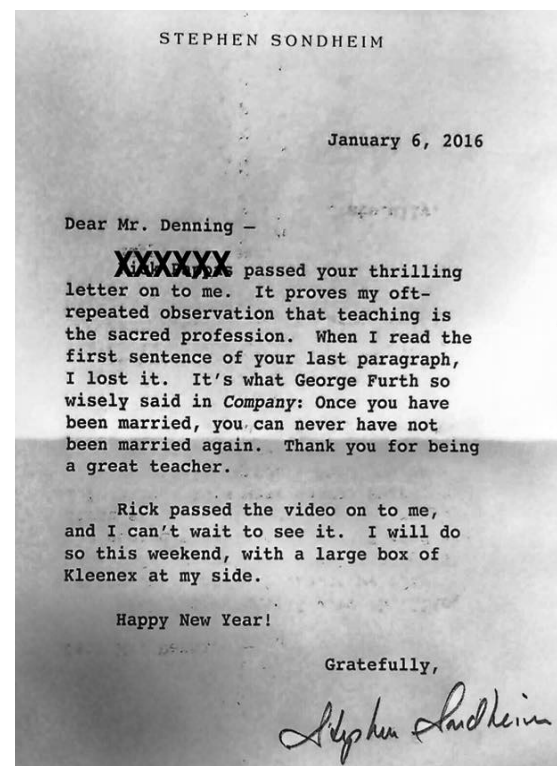 STEPHEN SONDHEIM
January 6, 2016
Dear Mr. Denning —
XXXXXX passed your thrilling
letter on to me. It proves my oft-
repeated observation that teaching is
the sacred profession. When I read the
first sentence of your last paragraph,
I lost it. It's what George Furth so
wisely said in Company: Once you have
been married, you can never have not
been married again. Thank you for being
a great teacher.
Rick passed the video on to me,
and I can't wait to see it. I will do
so this weekend, with a large box of
Kleenex at my side.
Happy New Year!
Gratefully,
Stephen Sondheim